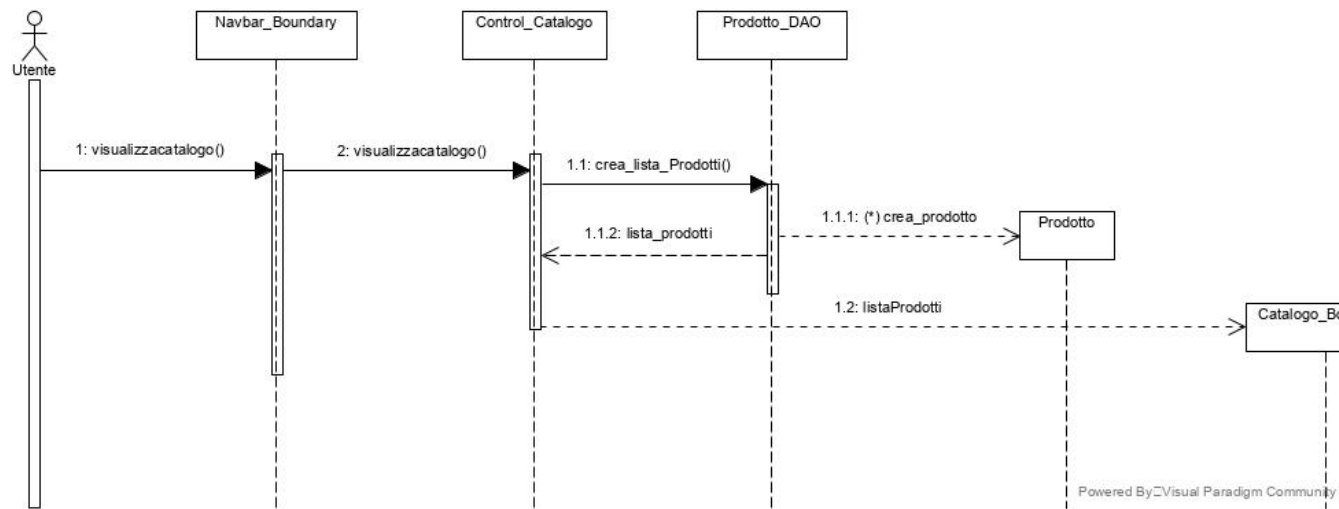 Navbar_Boundary
Control_Catalogo
Prodotto_DAO
Utente
1: visualizzacatalogo()
2: visualizzacatalogo()
1.1: crea_lista_Prodotti()
1.1.1: (*) crea_prodotto
Prodotto
1.1.2: lista_prodotti
1.2: listaProdotti
Catalogo_Bo
Powered By Visual Paradigm Community